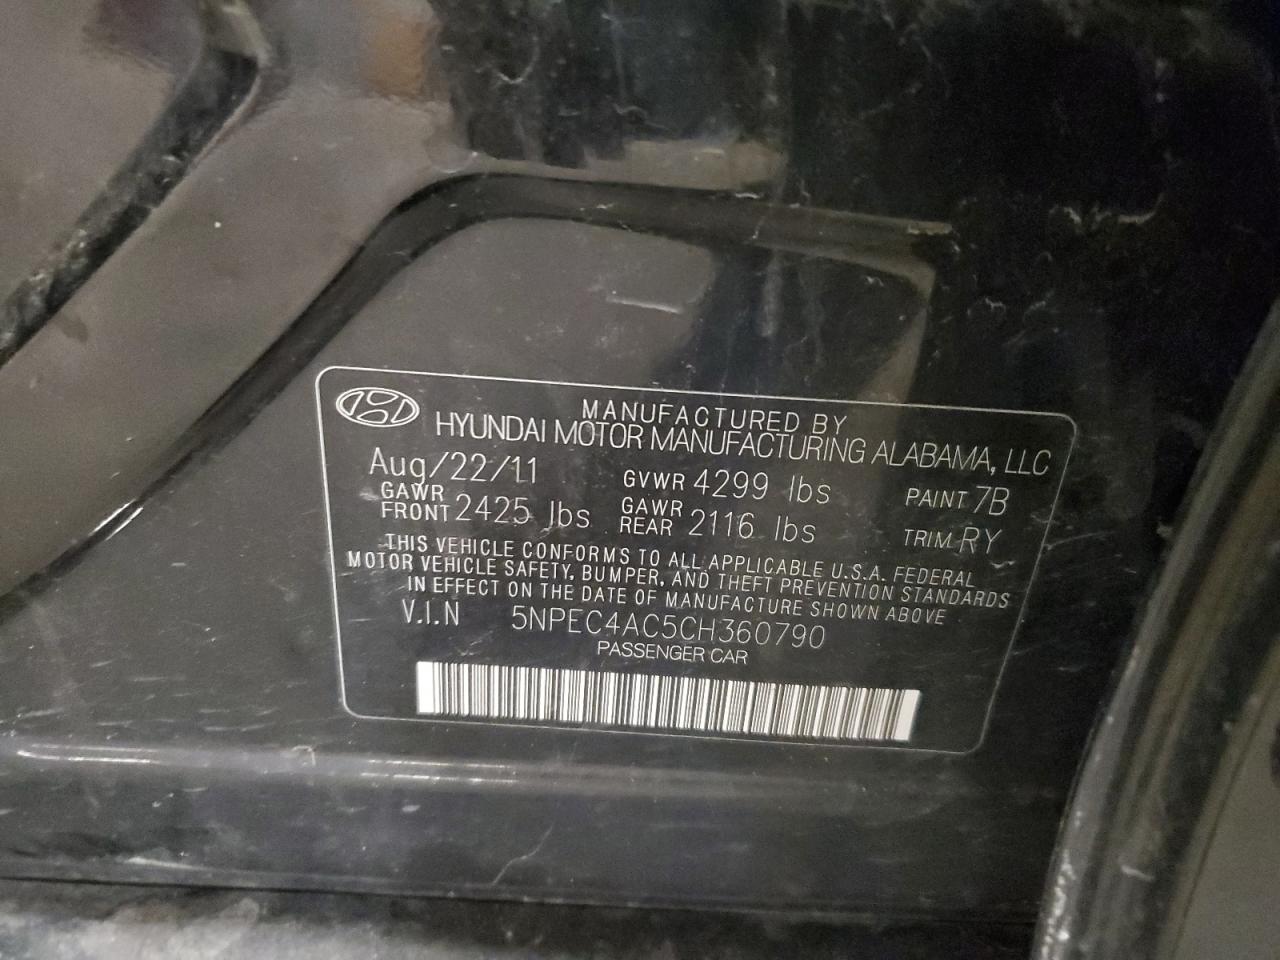 MANUFACTURED BY
HYUNDAI MOTOR MANUFACTURING ALABAMA, LLC
Aug/22/11 GVWR 4299 lbs PAINT 7B
GAWR FRONT 2425 lbs GAWR REAR 2116 lbs TRIM RY
THIS VEHICLE CONFORMS TO ALL APPLICABLE U.S.A. FEDERAL
MOTOR VEHICLE SAFETY, BUMPER, AND THEFT PREVENTION STANDARDS
IN EFFECT ON THE DATE OF MANUFACTURE SHOWN ABOVE
V.I.N 5NPEC4AC5CH360790
PASSENGER CAR